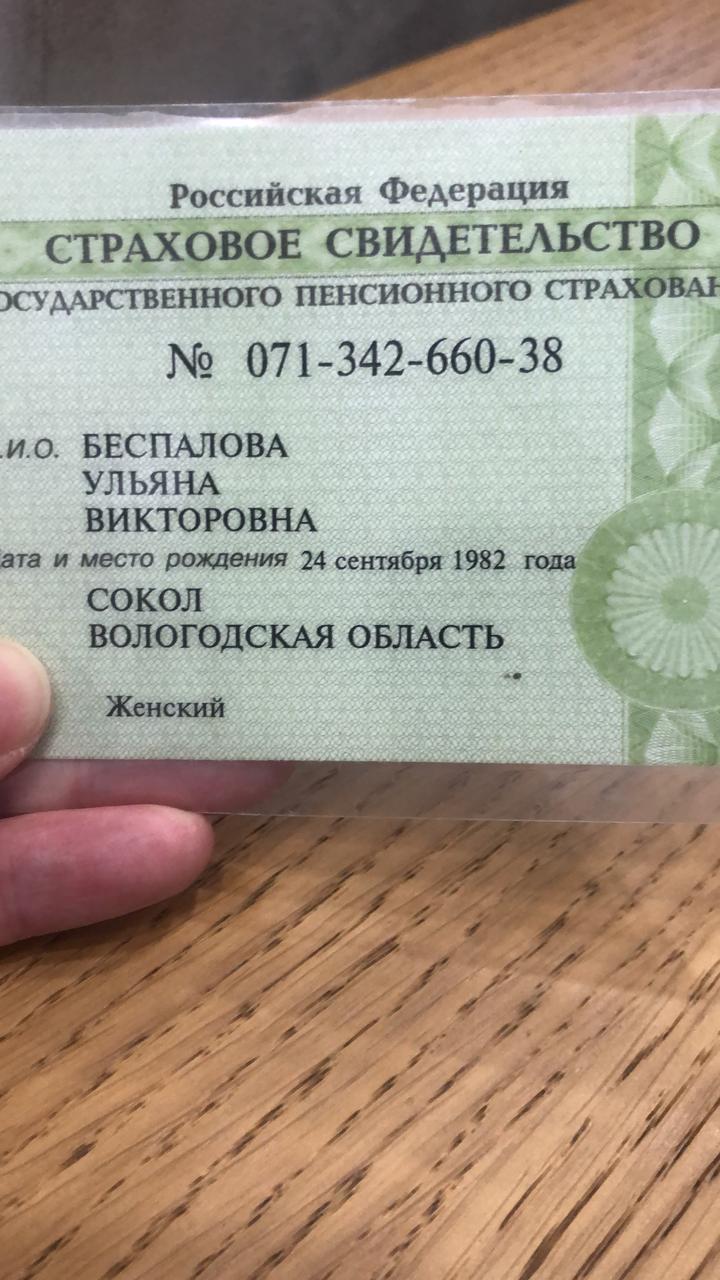 Российская Федерация
СТРАХОВОЕ СВИДЕТЕЛЬСТВО
ОСУДАРСТВЕННОГО ПЕНСИОННОГО СТРАХОВАН
№ 071-342-660-38
.И.О. БЕСПАЛОВА
УЛЬЯНА
ВИКТОРОВНА
ата и место рождения 24 сентября 1982 года
СОКОЛ
ВОЛОГОДСКАЯ ОБЛАСТЬ
Женский